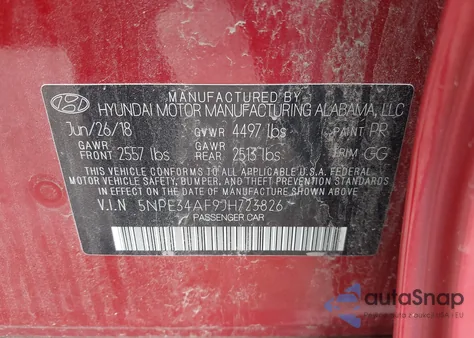 MANUFACTURED BY
HYUNDAI MOTOR MANUFACTURING ALABAMA, LLC
Jun/26/18 GVWR 4497 lbs PAINT PR
GAWR FRONT 2557 lbs GAWR REAR 2513 lbs TRIM GG
THIS VEHICLE CONFORMS TO ALL APPLICABLE U.S.A FEDERAL
MOTOR VEHICLE SAFETY, BUMPER, AND THEFT PREVENTION STANDARDS
IN EFFECT ON THE DATE OF MANUFACTURE SHOWN ABOVE.
V.I.N 5NPE34AF9JH723826
PASSENGER CAR
autoSnap